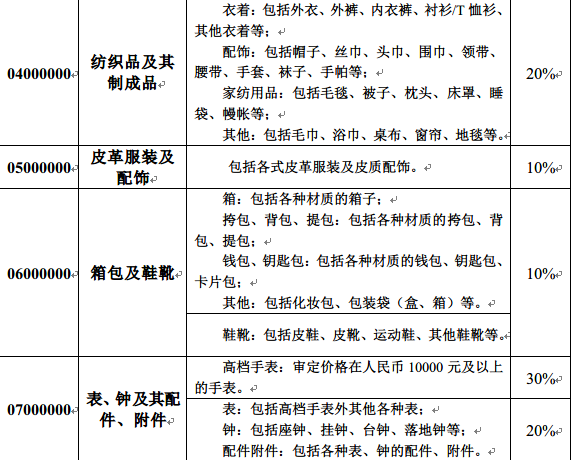 04000000
纺织品及其
制成品
衣着：包括外衣、外裤、内衣裤、衬衫/T恤衫、
其他衣着等；
配饰：包括帽子、丝巾、头巾、围巾、领带、
腰带、手套、袜子、手帕等；
家纺用品：包括毛毯、被子、枕头、床罩、睡
袋、幔帐等；
其他：包括毛巾、浴巾、桌布、窗帘、地毯等。
20%
05000000
皮革服装及
配饰
包括各式皮革服装及皮质配饰。
10%
06000000
箱包及鞋靴
箱：包括各种材质的箱子；
挎包、背包、提包：包括各种材质的挎包、背
包、提包；
钱包、钥匙包：包括各种材质的钱包、钥匙包、
卡片包；
其他：包括化妆包、包装袋（盒、箱）等。
鞋靴：包括皮鞋、皮靴、运动鞋、其他鞋靴等。
10%
07000000
表、钟及其配
件、附件
高档手表：审定价格在人民币 10000 元及以上
的手表。
30%
表：包括高档手表外其他各种表；
钟：包括座钟、挂钟、台钟、落地钟等；
配件附件：包括各种表、钟的配件、附件。
20%